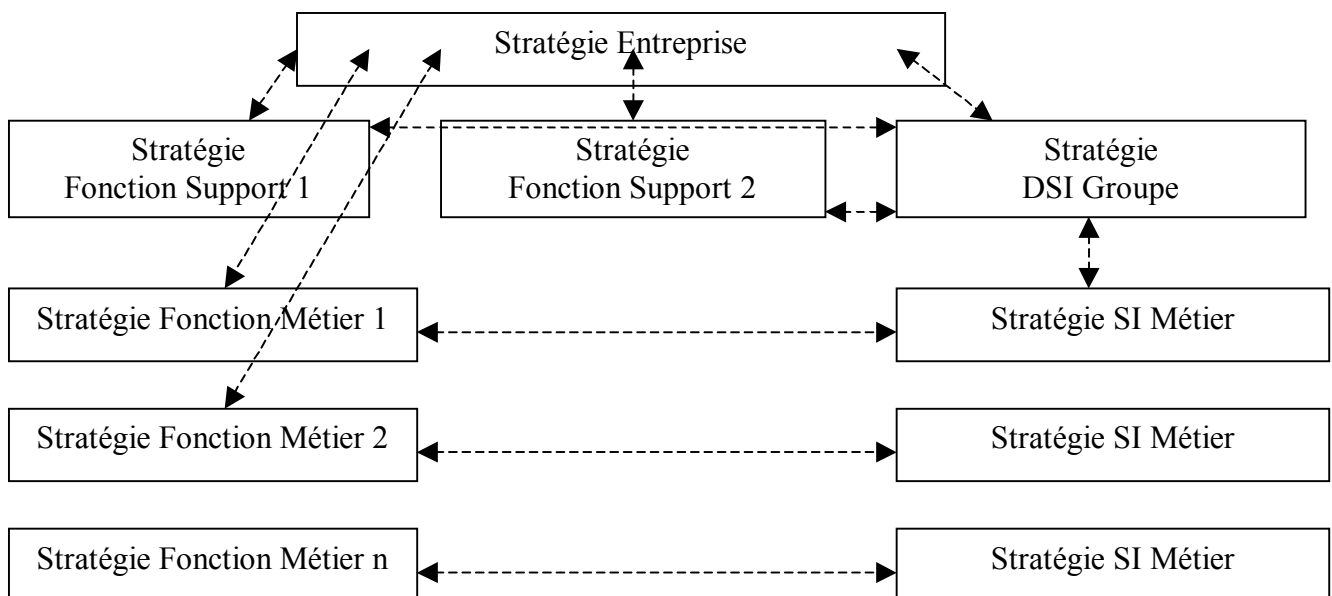 Stratégie Entreprise
Stratégie
Fonction Support 1
Stratégie
Fonction Support 2
Stratégie
DSI Groupe
Stratégie Fonction Métier 1
Stratégie SI Métier
Stratégie Fonction Métier 2
Stratégie SI Métier
Stratégie Fonction Métier n
Stratégie SI Métier